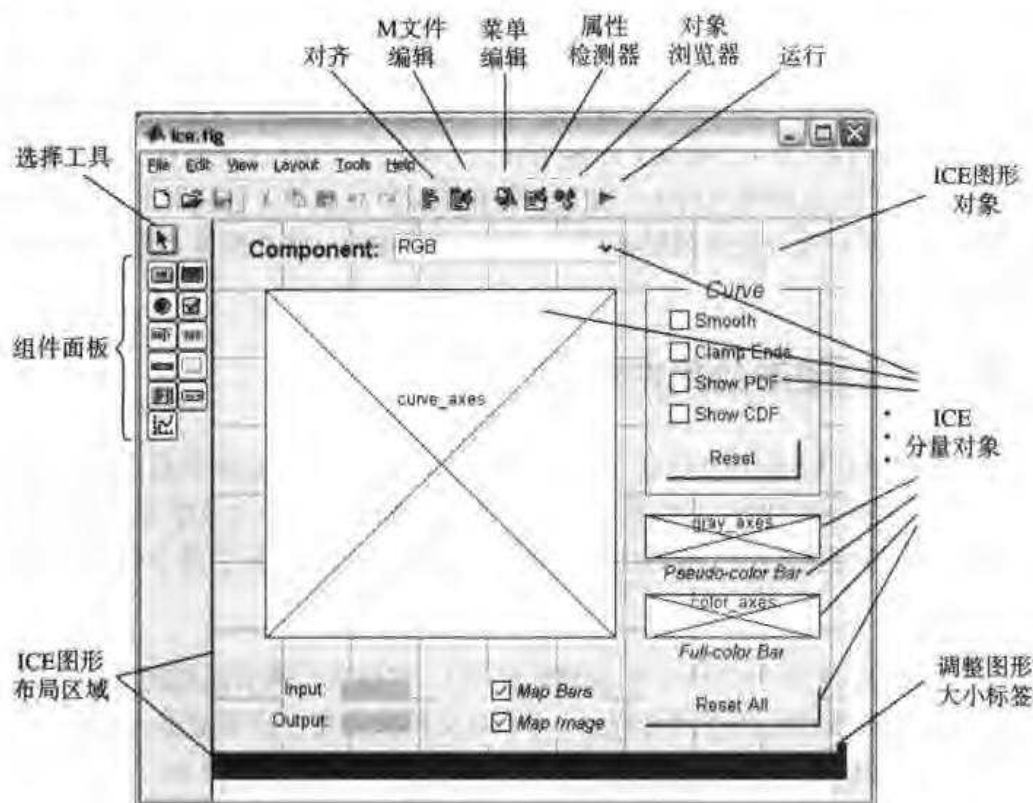 M文件
编辑
菜单
编辑
属性
检测器
对象
浏览器
对齐
运行
选择工具
ice.fig
File Edit View Layout Tools Help
ICE图形
对象
Component: RGB
组件面板
curve_axes
Curve
Smooth
Clamp Ends
Show PDF
Show CDF
Reset
ICE
分量对象
gray_axes
Pseudo-color Bar
color_axes
Full-color Bar
ICE图形
布局区域
Input:
Output:
Map Bars
Map Image
Reset All
调整图形
大小标签